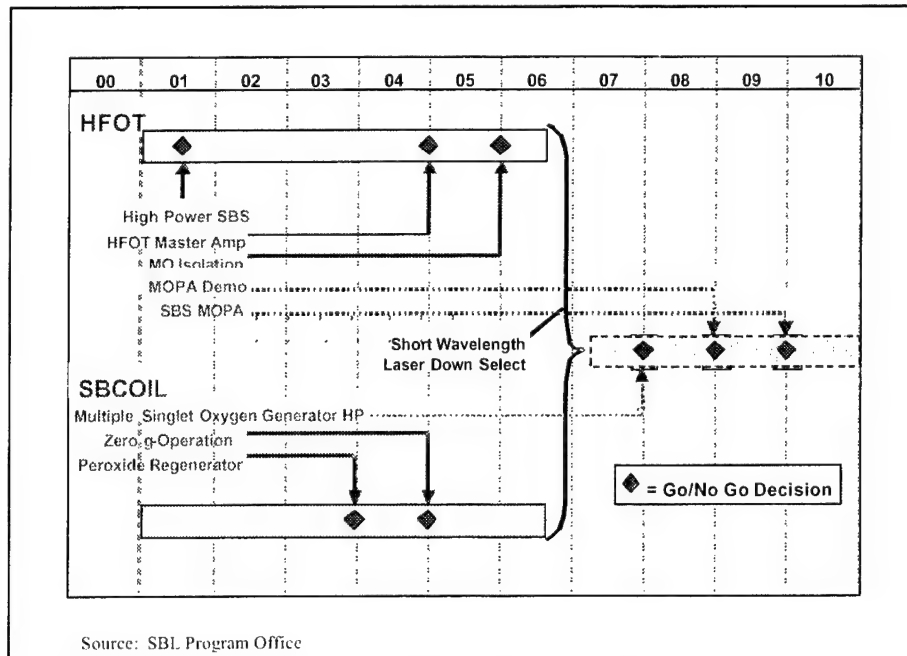 00 01 02 03 04 05 06 07 08 09 10
HFOT
High Power SBS
HFOT Master Amp
MO Isolation
MOPA Demo
SBS MOPA
Short Wavelength
Laser Down Select
SBCOIL
Multiple Singlet Oxygen Generator HP
Zero g-Operation
Peroxide Regenerator
= Go/No Go Decision
Source: SBL Program Office